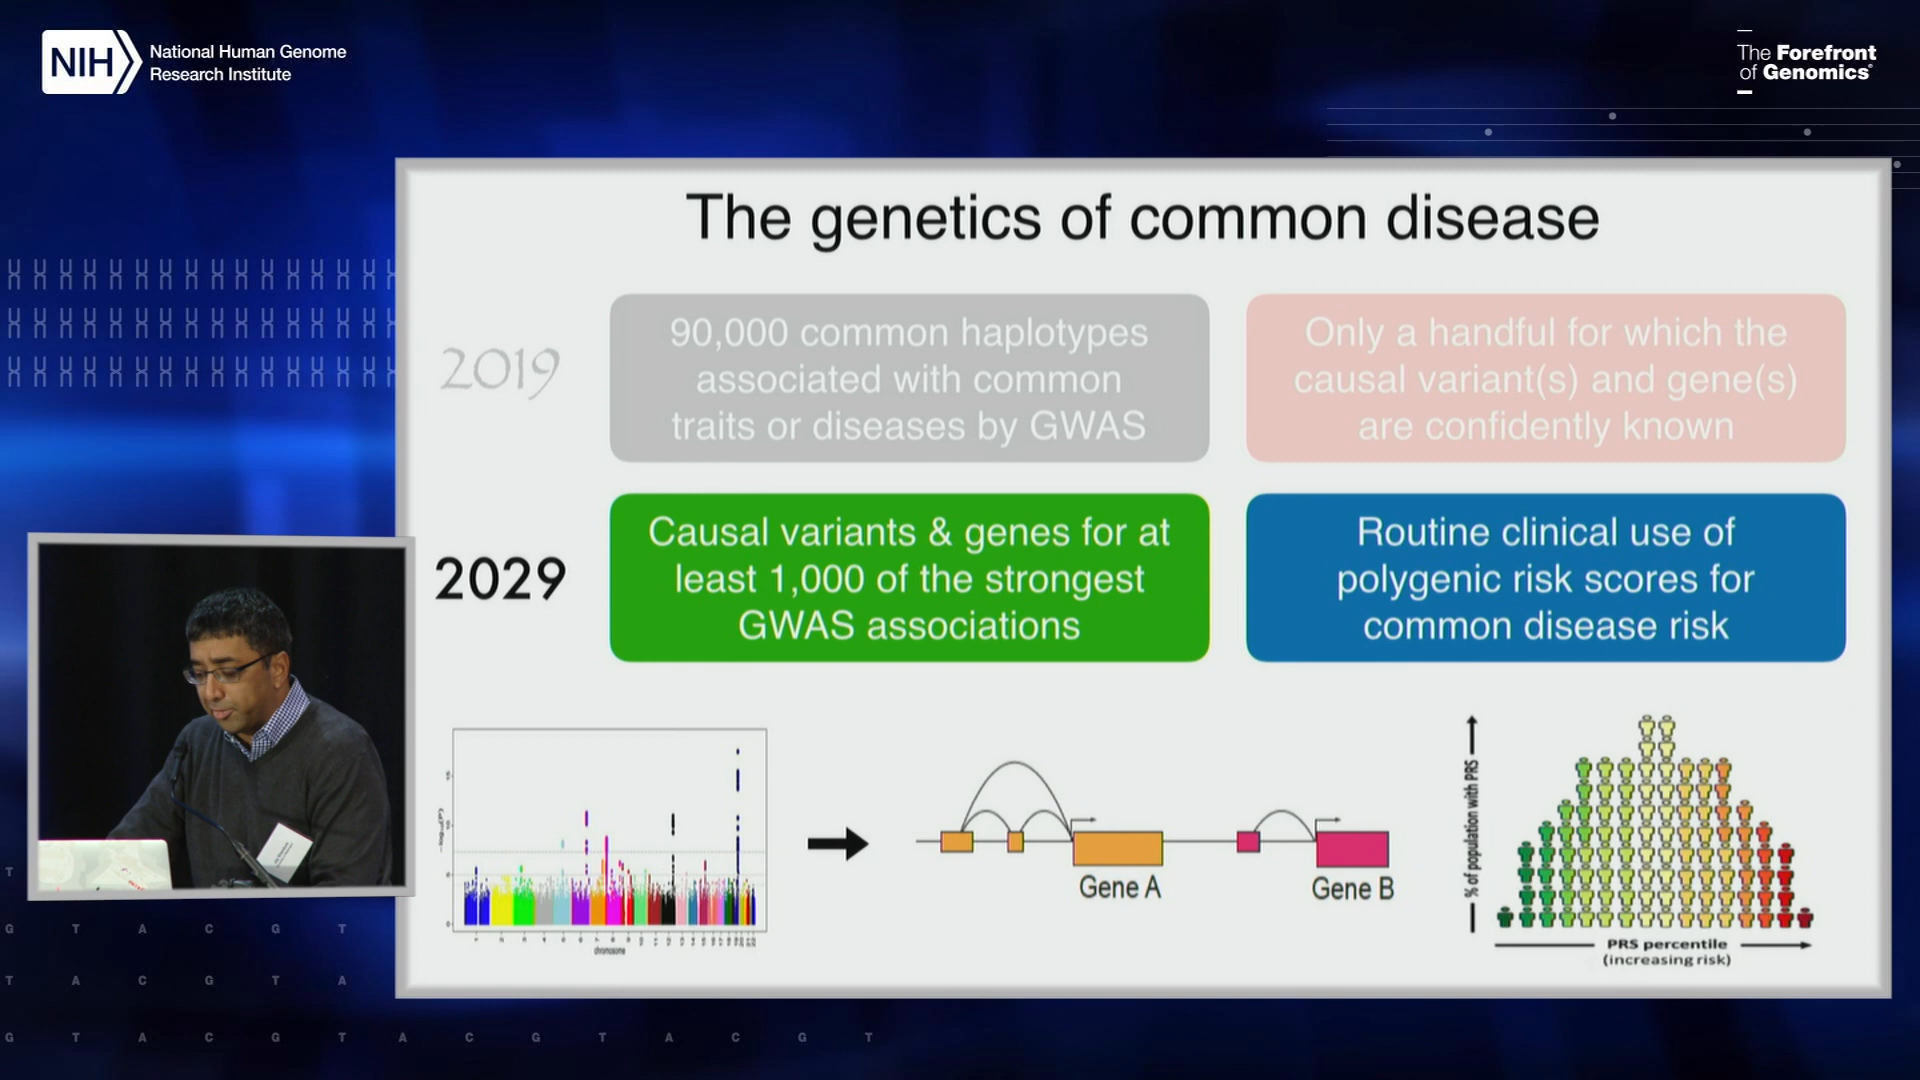 NIH
National Human Genome
Research Institute
The Forefront
of Genomics®
The genetics of common disease
2019
90,000 common haplotypes
associated with common
traits or diseases by GWAS
Only a handful for which the
causal variant(s) and gene(s)
are confidently known
2029
Causal variants & genes for at
least 1,000 of the strongest
GWAS associations
Routine clinical use of
polygenic risk scores for
common disease risk
chromosome
Gene A
Gene B
% of population with PRS
PRS percentile
(increasing risk)
T
G T A C G T
T A C G T A
G T A C G T A C G T A C G T